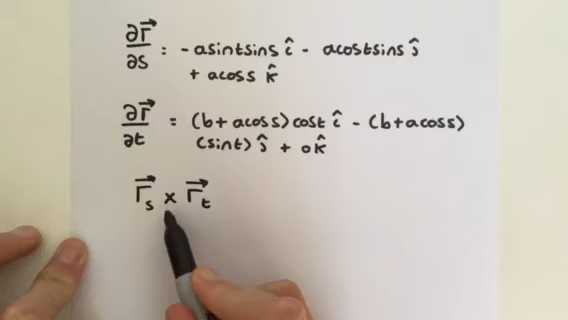 ∂r⃗/∂s = - asintsins î - acostsins ĵ
+ acoss k̂
∂r⃗/∂t = (b+acoss)cost î - (b+acoss)
(sint) ĵ + 0k̂
r⃗ₛ × r⃗ₜ